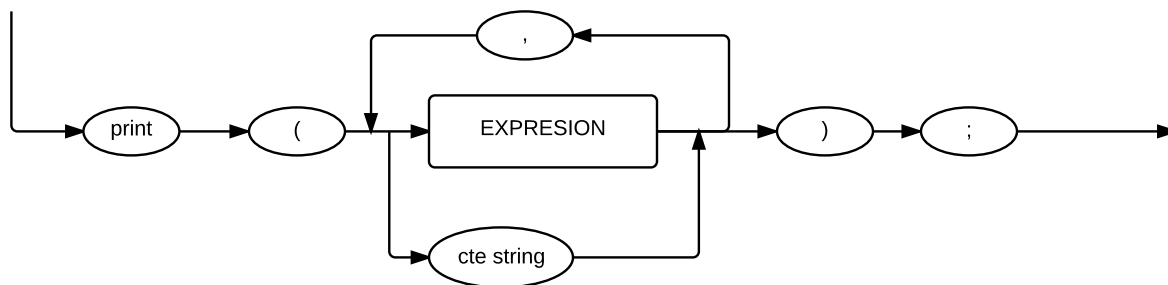 ,
print
(
EXPRESION
)
;
cte string